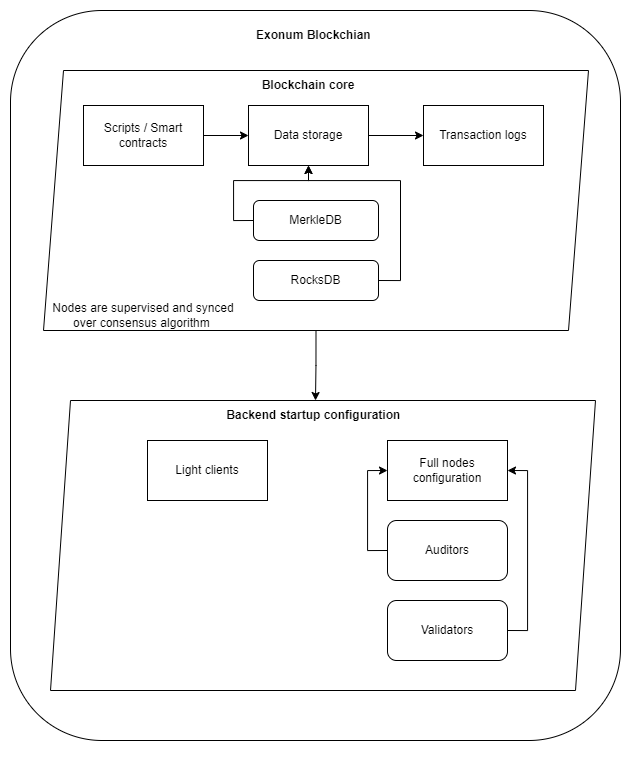 Exonum Blockchian
Blockchain core
Scripts / Smart
contracts
Data storage
Transaction logs
MerkleDB
RocksDB
Nodes are supervised and synced
over consensus algorithm
Backend startup configuration
Light clients
Full nodes
configuration
Auditors
Validators